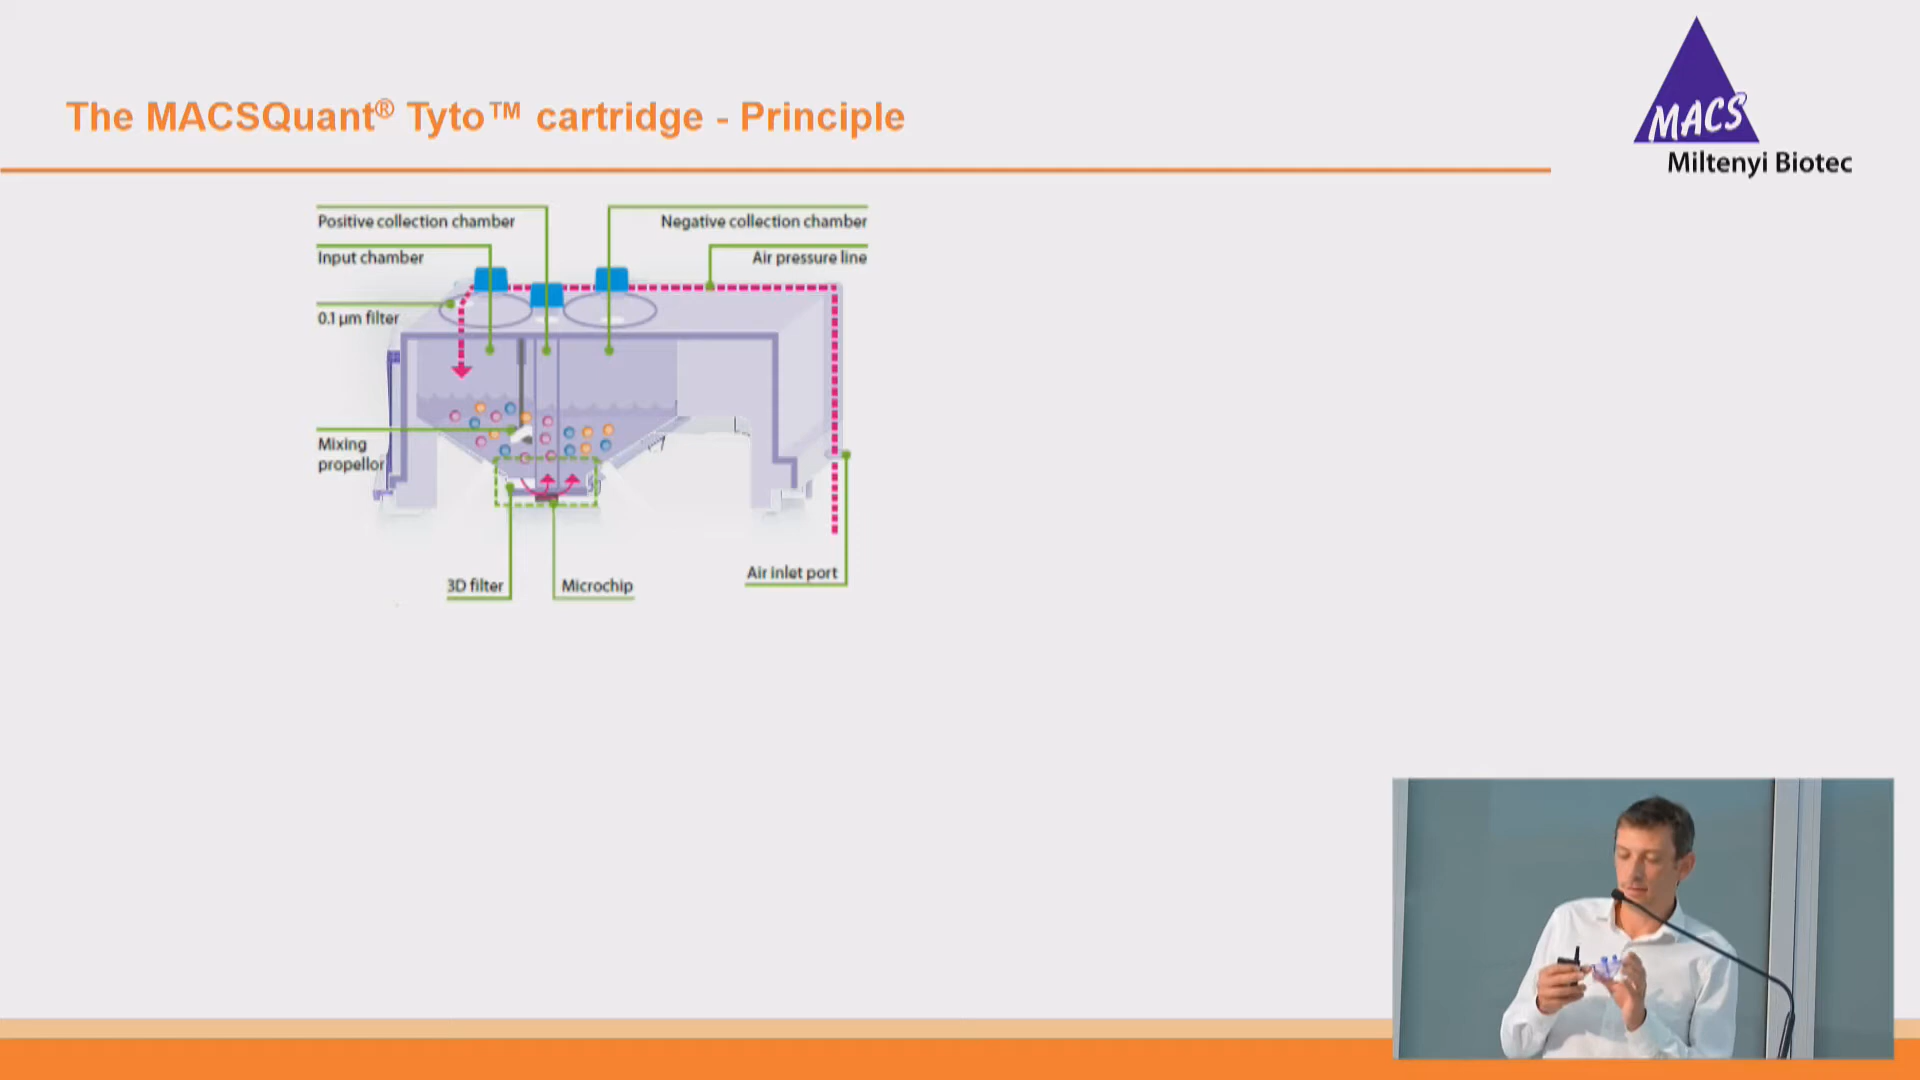 The MACSQuant® Tyto™ cartridge - Principle
MACS
Miltenyi Biotec
Positive collection chamber
Negative collection chamber
Input chamber
Air pressure line
0.1 µm filter
Mixing
propellor
Air inlet port
3D filter
Microchip